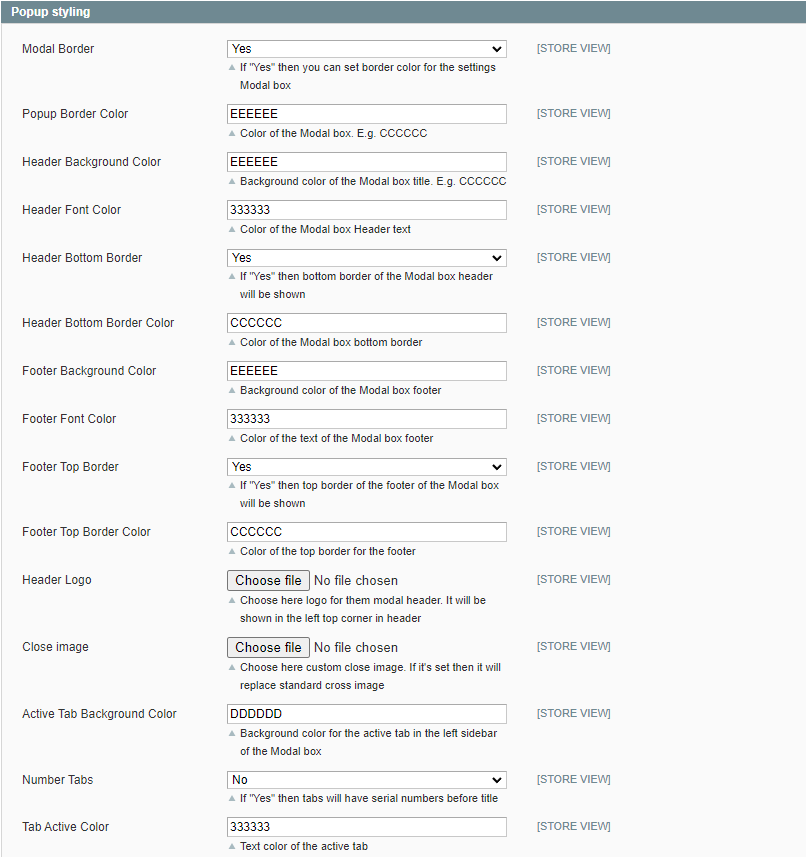 Popup styling
Modal Border Yes [STORE VIEW]
If "Yes" then you can set border color for the settings
Modal box
Popup Border Color EEEEEE [STORE VIEW]
Color of the Modal box. E.g. CCCCCC
Header Background Color EEEEEE [STORE VIEW]
Background color of the Modal box title. E.g. CCCCCC
Header Font Color 333333 [STORE VIEW]
Color of the Modal box Header text
Header Bottom Border Yes [STORE VIEW]
If "Yes" then bottom border of the Modal box header
will be shown
Header Bottom Border Color CCCCCC [STORE VIEW]
Color of the Modal box bottom border
Footer Background Color EEEEEE [STORE VIEW]
Background color of the Modal box footer
Footer Font Color 333333 [STORE VIEW]
Color of the text of the Modal box footer
Footer Top Border Yes [STORE VIEW]
If "Yes" then top border of the footer of the Modal box
will be shown
Footer Top Border Color CCCCCC [STORE VIEW]
Color of the top border for the footer
Header Logo Choose file No file chosen [STORE VIEW]
Choose here logo for them modal header. It will be
shown in the left top corner in header
Close image Choose file No file chosen [STORE VIEW]
Choose here custom close image. If it's set then it will
replace standard cross image
Active Tab Background Color DDDDDD [STORE VIEW]
Background color for the active tab in the left sidebar
of the Modal box
Number Tabs No [STORE VIEW]
If "Yes" then tabs will have serial numbers before title
Tab Active Color 333333 [STORE VIEW]
Text color of the active tab